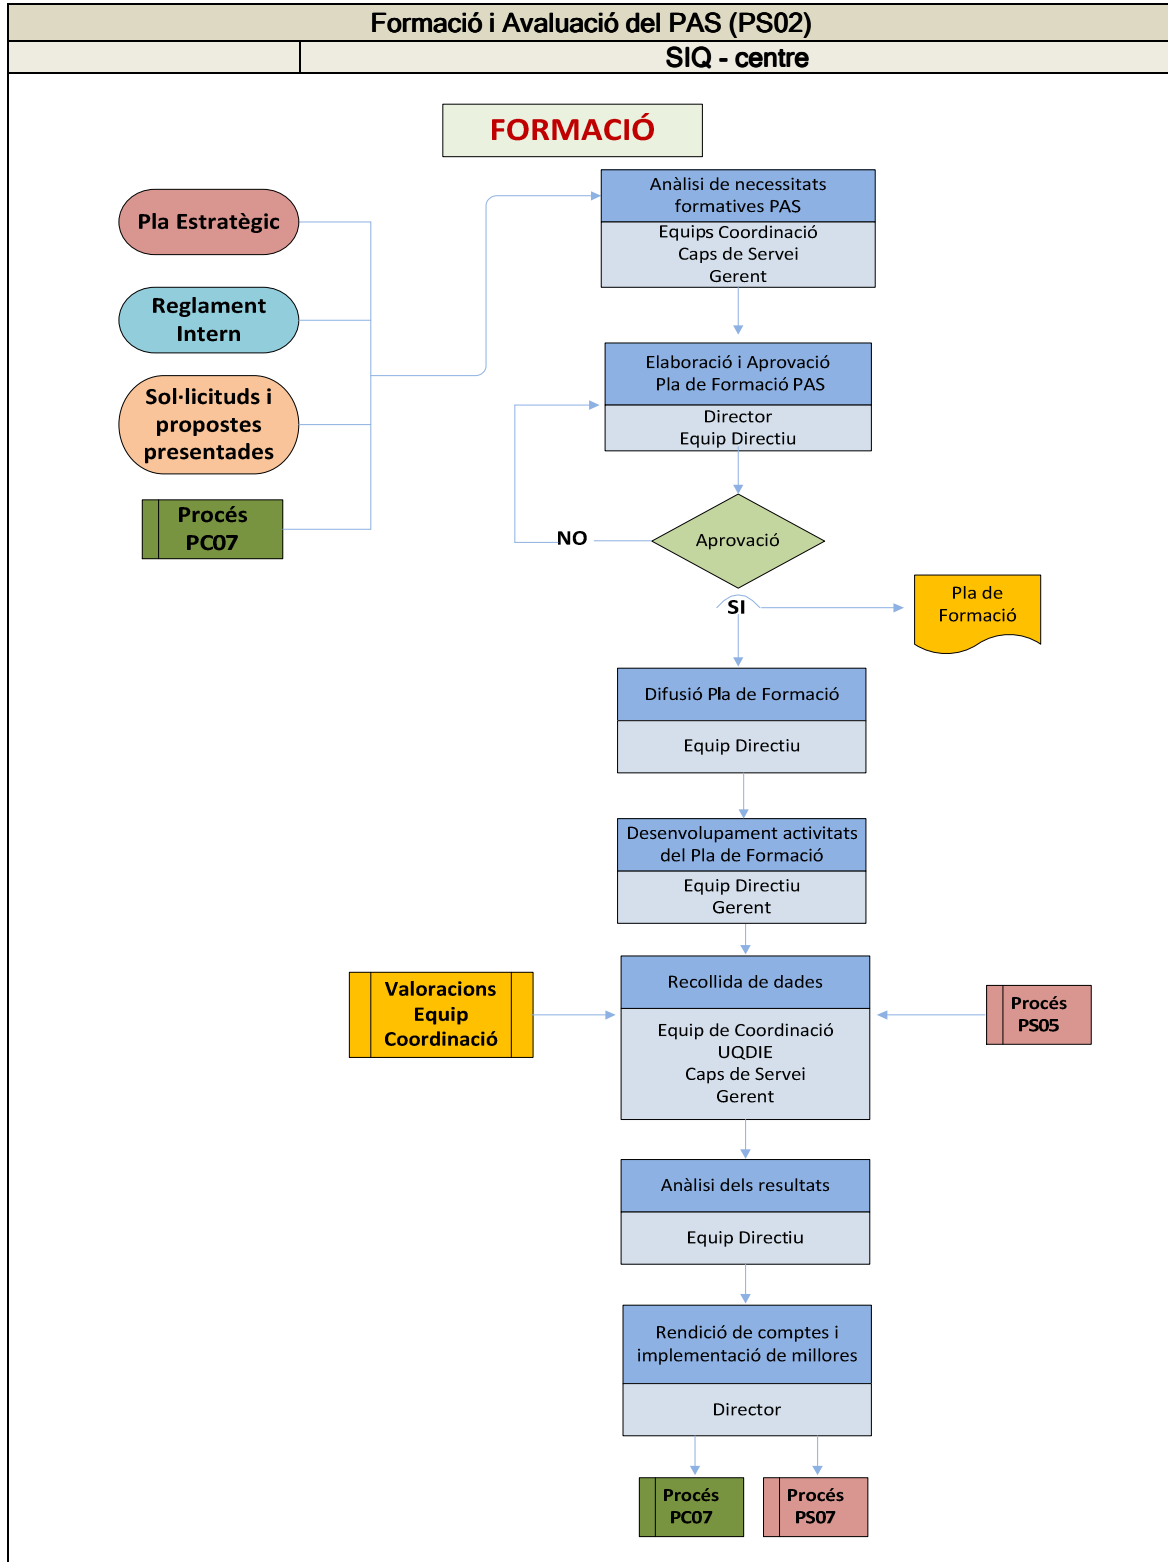 Formació i Avaluació del PAS (PS02)
SIQ - centre
FORMACIÓ
Pla Estratègic
Reglament
Intern
Sol·licituds i
propostes
presentades
Procés
PC07
Anàlisi de necessitats
formatives PAS
Equips Coordinació
Caps de Servei
Gerent
Elaboració i Aprovació
Pla de Formació PAS
Director
Equip Directiu
Aprovació
NO
SI
Pla de
Formació
Difusió Pla de Formació
Equip Directiu
Desenvolupament activitats
del Pla de Formació
Equip Directiu
Gerent
Valoracions
Equip
Coordinació
Recollida de dades
Equip de Coordinació
UQDIE
Caps de Servei
Gerent
Procés
PS05
Anàlisi dels resultats
Equip Directiu
Rendició de comptes i
implementació de millores
Director
Procés
PC07
Procés
PS07